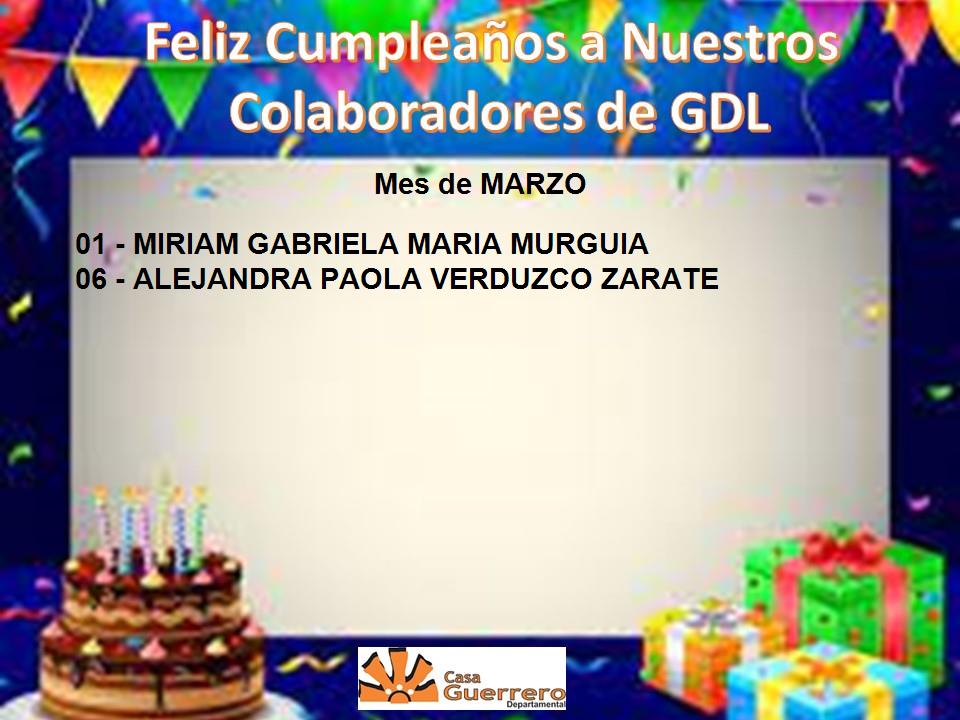 Feliz Cumpleaños a Nuestros
Colaboradores de GDL
Mes de MARZO
01 - MIRIAM GABRIELA MARIA MURGUIA
06 - ALEJANDRA PAOLA VERDUZCO ZARATE
Casa
Guerrero
Departamental